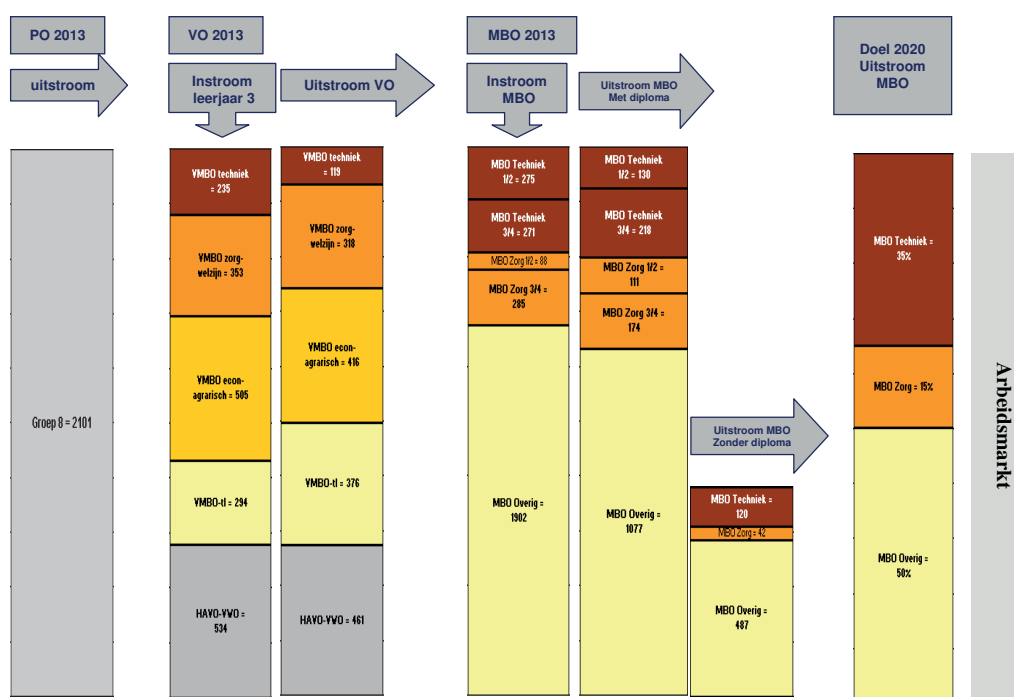 PO 2013
VO 2013
MBO 2013
Doel 2020
Uitstroom
MBO
uitstroom
Instroom
leerjaar 3
Uitstroom VO
Instroom
MBO
Uitstroom MBO
Met diploma
Groep 8 = 2101
VMBO techniek
= 235
VMBO zorg-
welzijn = 353
VMBO econ-
agrarisch = 505
VMBO-tl = 294
HAVO-VWO =
534
VMBO techniek
= 119
VMBO zorg-
welzijn = 318
VMBO econ-
agrarisch = 416
VMBO-tl = 376
HAVO-VWO = 461
MBO Techniek
1/2 = 275
MBO Techniek
3/4 = 271
MBO Zorg 1/2 = 88
MBO Zorg 3/4 =
285
MBO Overig =
1902
MBO Techniek
1/2 = 130
MBO Techniek
3/4 = 218
MBO Zorg 1/2 =
111
MBO Zorg 3/4 =
174
MBO Overig =
1077
Uitstroom MBO
Zonder diploma
MBO Techniek =
120
MBO Zorg = 42
MBO Overig =
487
MBO Techniek =
35%
MBO Zorg = 15%
MBO Overig =
50%
Arbeidsmarkt